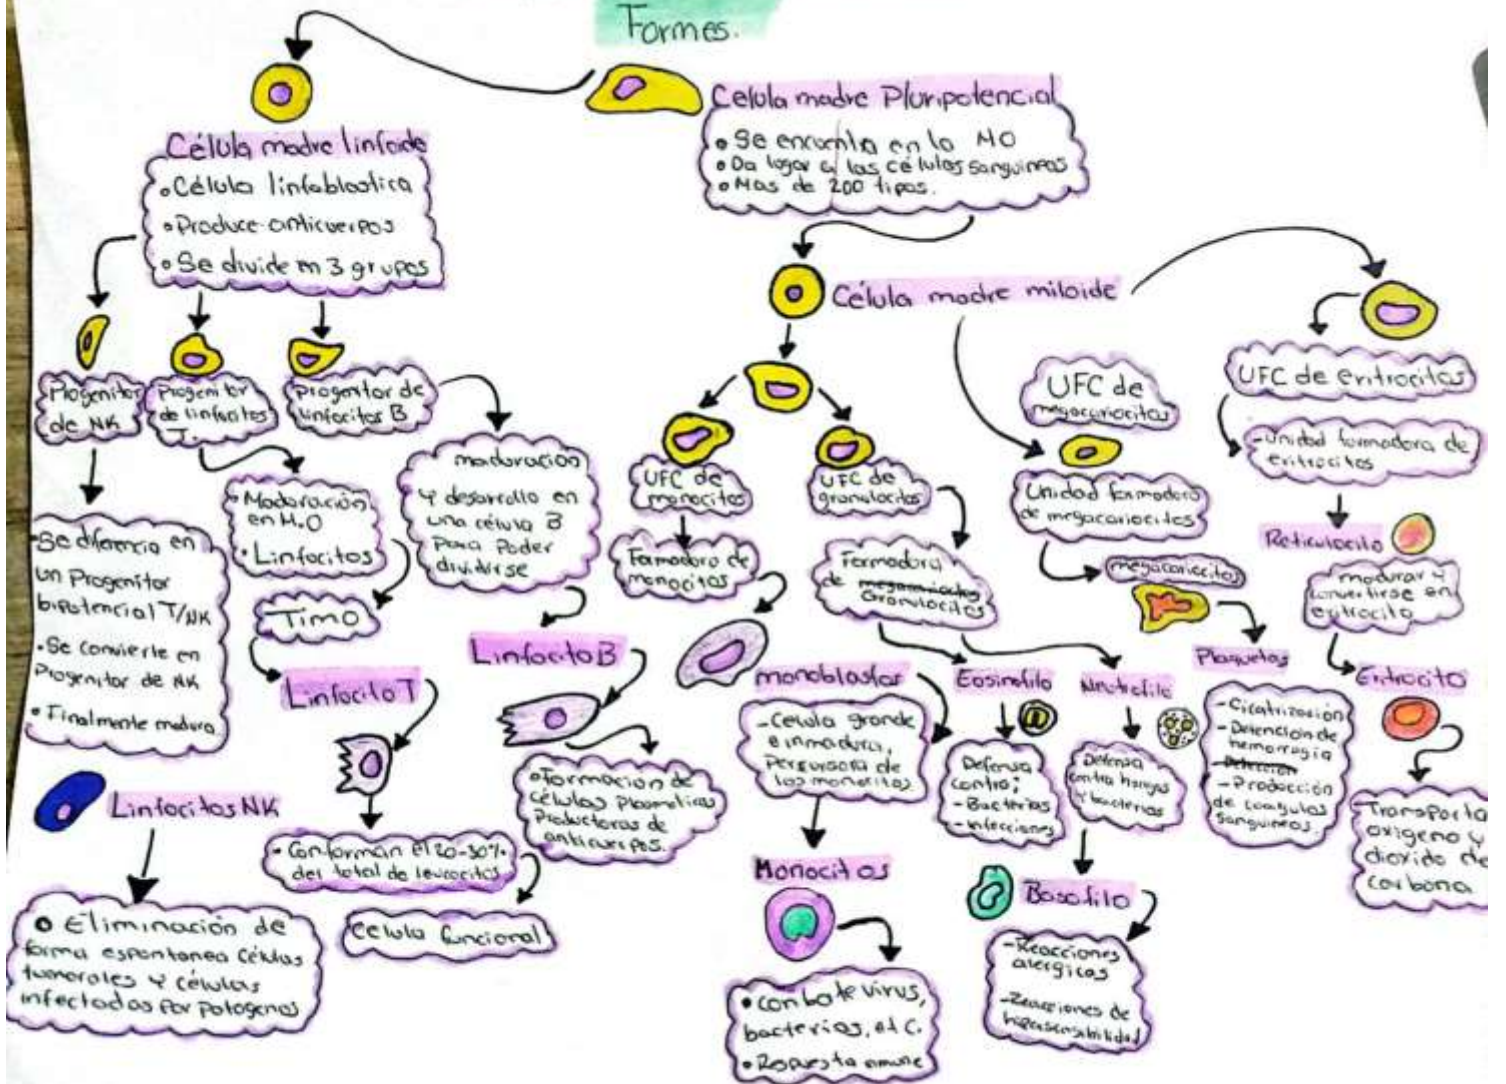 Formes.
Celula madre Pluripotencial
• Se encuentra en la MO
• Da lugar a las células sanguineas
• Mas de 200 tipos.
Célula madre linfoide
• Célula linfoblastica
• Produce anticuerpos
• Se divide en 3 grupos
Progenitor
de NK
Progenitor
de linfocitos
T.
Progenitor de
linfocitos B
• Se diferencia en
un Progenitor
bipotencial T/NK
• Se convierte en
Progenitor de NK
• Finalmente madura
Linfocitos NK
• Eliminación de
forma espontanea células
tumorales y células
infectadas por patogenos
• Maduración
en M.O
• Linfocitos
Timo
Linfocito T
• Conforman el 20-30%
del total de leucocitos
celula funcional
maduración
y desarrollo en
una célula B
para poder
dividirse
Linfocito B
• Formación de
células plasmaticas
Productoras de
anticuerpos.
Célula madre miloide
UFC de
monocitos
Formadora de
monocitos
monoblastos
- Celula grande
e inmadura,
Percursora de
los monocitos.
Monocitos
• conbate virus,
bacterias, etc.
• Respuesta inmune
UFC de
granulocitos
Formadora
de megacariocitos
Granulocitos
Eosinofilo
Defensa
contra:
- Bacterias
- infecciones
Neutrofilo
Defensa
contra hongos
y bacterias
Basofilo
- Reacciones
alergicas
- Reacciones de
hipersensibilidad
UFC de
megacariocitos
Unidad formadora
de megacariocitos
megacariocitos
Plaquetas
- Cicatrización
- Detención de
hemorragia
- Detección
- Producción
de coagulos
sanguineos.
UFC de eritrocitos
- Unidad formadora de
eritrocitos
Reticulocito
madurar y
convertirse en
eritrocito
Eritrocito
- Transporta
oxigeno y
dioxido de
carbono